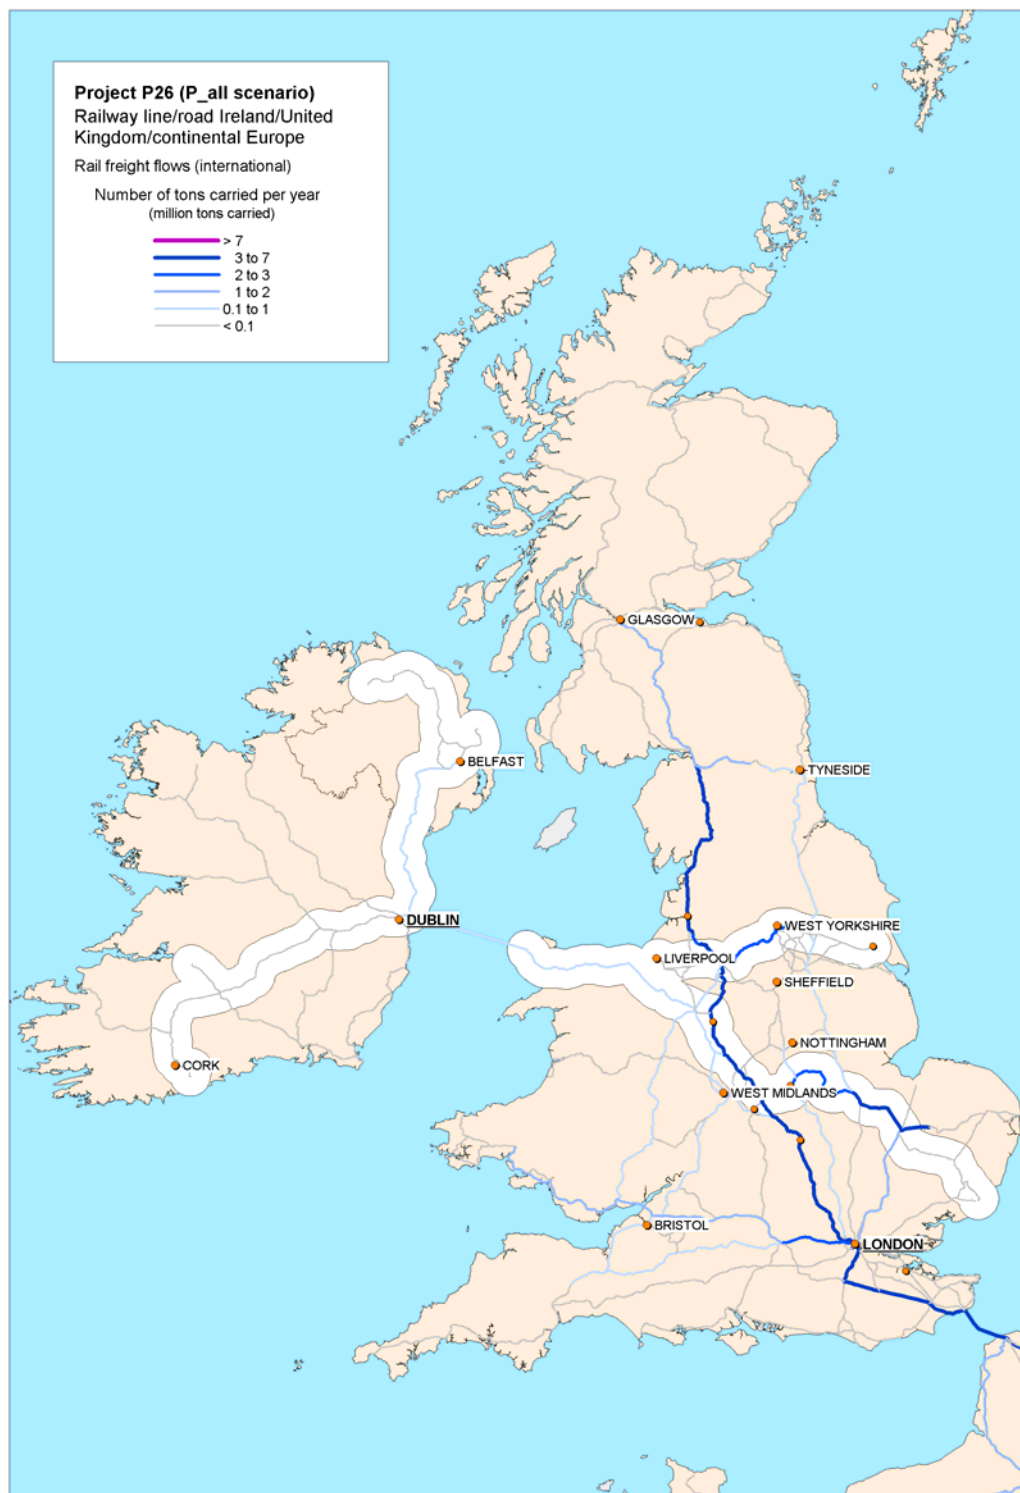 Project P26 (P_all scenario)
Railway line/road Ireland/United
Kingdom/continental Europe
Rail freight flows (international)
Number of tons carried per year
(million tons carried)
> 7
3 to 7
2 to 3
1 to 2
0.1 to 1
< 0.1
GLASGOW
BELFAST
TYNESIDE
DUBLIN
WEST YORKSHIRE
LIVERPOOL
SHEFFIELD
NOTTINGHAM
CORK
WEST MIDLANDS
BRISTOL
LONDON